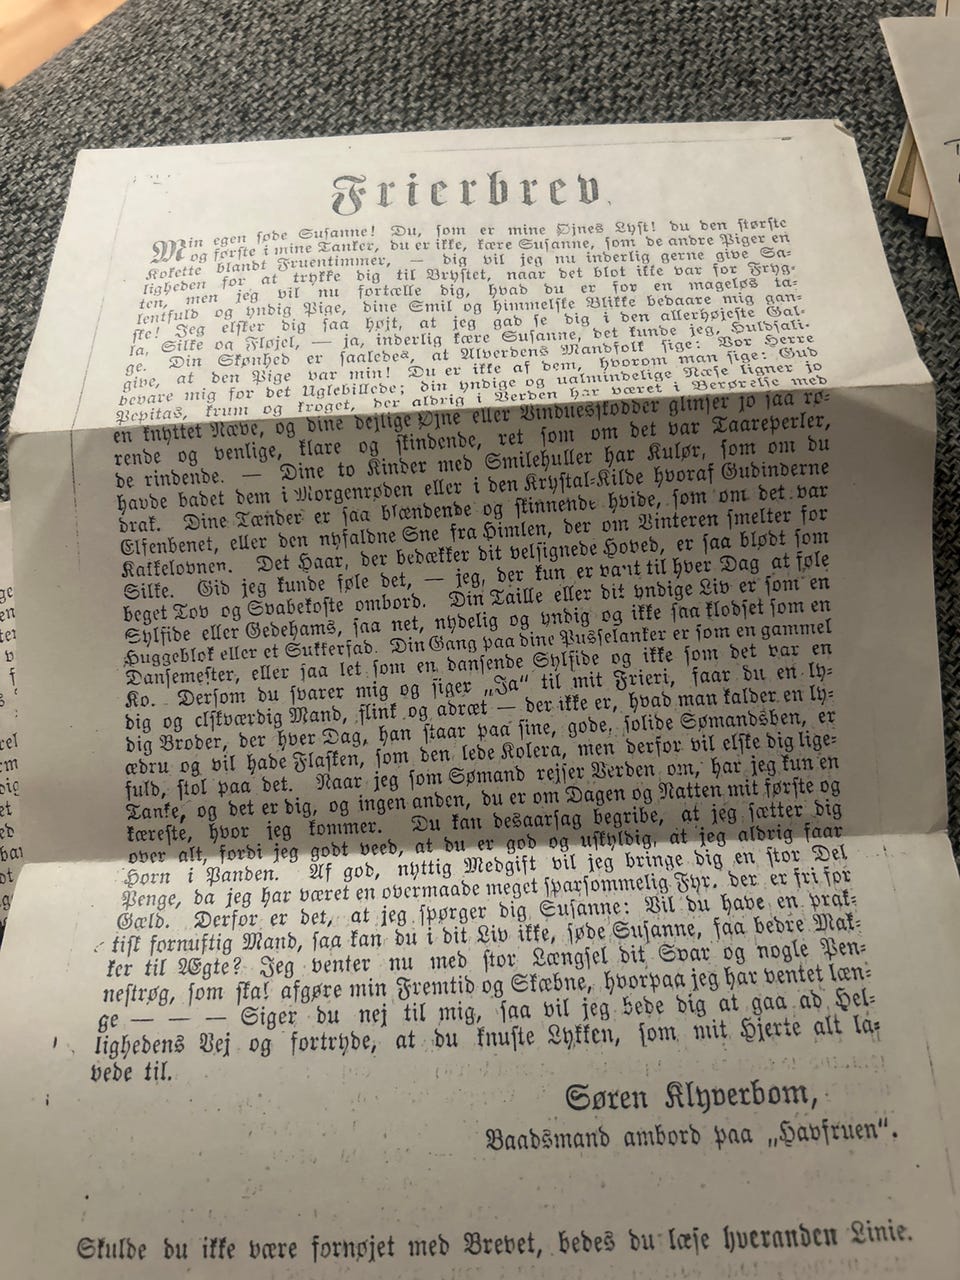 Frierbrev.
Min egen søde Susanne! Du, som er mine Øjnes Lyst! du den største
og første i mine Tanker, du er ikke, kære Susanne, som de andre Piger en
Kokette blandt Fruentimmer, — dig vil jeg nu inderlig gerne give Sa-
ligheden for at trykke dig til Brystet, naar det blot ikke var for Fryg-
ten, men jeg vil nu fortælle dig, hvad du er for en mageløs ta-
lentfuld og yndig Pige, dine Smil og himmelske Blikke bedaare mig gan-
ske! Jeg elsker dig saa højt, at jeg gad se dig i den allerhøjeste Gal-
la, Silke og Fløjel, — ja, inderlig kære Susanne, det kunde jeg, Huldsali-
ge. Din Skønhed er saaledes, at Alverdens Mandfolk sige: Vor Herre
give, at den Pige var min! Du er ikke af dem, hvorom man sige: Gud
bevare mig for det Uglebillede; din yndige og ualmindelige Næse ligner jo
Pepitas, krum og kroget, der aldrig i Verden har været i Berørelse med
en knyttet Næve, og dine dejlige Øjne eller Vinduesskodder glinser jo saa rø-
rende og venlige, klare og skindende, ret som om det var Taareperler,
de rindende. — Dine to Kinder med Smilehuller har Kulør, som om du
havde badet dem i Morgenrøden eller i den Krystal-Kilde hvoraf Gudinderne
drak. Dine Tænder er saa blændende og skinnende hvide, som om det var
Elfenbenet, eller den nyfaldne Sne fra Himlen, der om Vinteren smelter for
Kakkelovnen. Det Haar, der bedækker dit velsignede Hoved, er saa blødt som
Silke. Gid jeg kunde føle det, — jeg, der kun er vant til hver Dag at føle
beget Tov og Svabekoste ombord. Din Taille eller dit yndige Liv er som en
Sylfide eller Gedehams, saa net, nydelig og yndig og ikke saa klodset som en
Huggeblok eller et Sukkerfad. Din Gang paa dine Pusselanker er som en gammel
Dansemester, eller saa let som en dansende Sylfide og ikke som det var en
Ko. Dersom du svarer mig og siger „Ja“ til mit Frieri, faar du en ly-
dig og elskværdig Mand, flink og adræt — der ikke er, hvad man kalder en ly-
dig Broder, der hver Dag, han staar paa sine, gode, solide Sømandsben, er
ædru og vil hade Flasken, som den lede Kolera, men derfor vil elske dig lige-
fuld, stol paa det. Naar jeg som Sømand rejser Verden om, har jeg kun en
Tanke, og det er dig, og ingen anden, du er om Dagen og Natten mit første og
kæreste, hvor jeg kommer. Du kan desaarsag begribe, at jeg sætter dig
over alt, fordi jeg godt veed, at du er god og uskyldig, at jeg aldrig faar
Horn i Panden. Af god, nyttig Medgift vil jeg bringe dig en stor Del
Penge, da jeg har været en overmaade meget sparsommelig Fyr, der er fri for
Gæld. Derfor er det, at jeg spørger dig Susanne: Vil du have en prak-
tisk fornuftig Mand, saa kan du i dit Liv ikke, søde Susanne, faa bedre Mak-
ker til Ægte? Jeg venter nu med stor Længsel dit Svar og nogle Pen-
nestrøg, som skal afgøre min Fremtid og Skæbne, hvorpaa jeg har ventet læn-
ge — — — Siger du nej til mig, saa vil jeg bede dig at gaa ad Hel-
lighedens Vej og fortryde, at du knuste Lykken, som mit Hjerte alt la-
vede til.
Søren Klyverbom,
Baadsmand ombord paa „Havfruen“.
Skulde du ikke være fornøjet med Brevet, bedes du læse hveranden Linie.